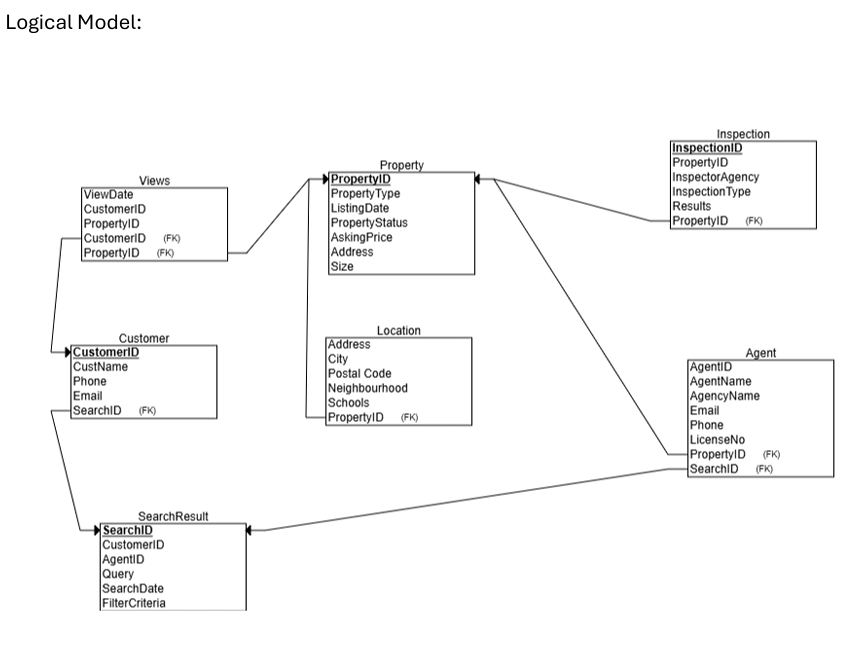 Logical Model:
Views
ViewDate
CustomerID
PropertyID
CustomerID (FK)
PropertyID (FK)
Property
PropertyID
PropertyType
ListingDate
PropertyStatus
AskingPrice
Address
Size
Inspection
InspectionID
PropertyID
InspectorAgency
InspectionType
Results
PropertyID (FK)
Customer
CustomerID
CustName
Phone
Email
SearchID (FK)
Location
Address
City
Postal Code
Neighbourhood
Schools
PropertyID (FK)
Agent
AgentID
AgentName
AgencyName
Email
Phone
LicenseNo
PropertyID (FK)
SearchID (FK)
SearchResult
SearchID
CustomerID
AgentID
Query
SearchDate
FilterCriteria